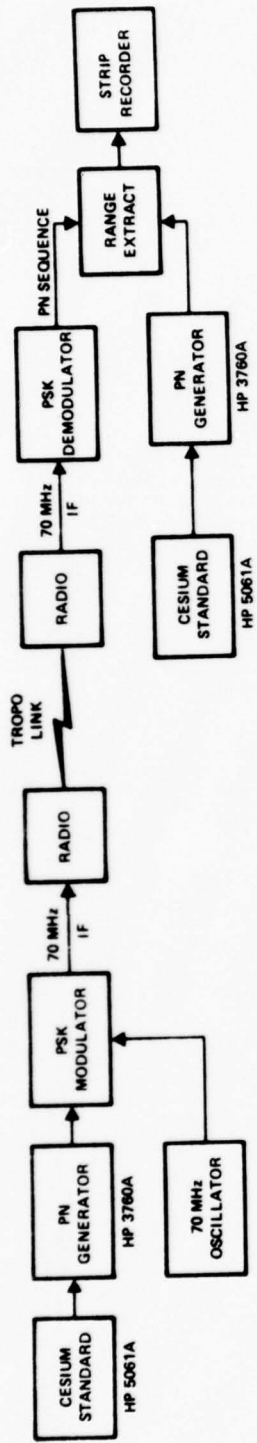 CESIUM
STANDARD
HP 5061A
PN
GENERATOR
HP 3760A
70 MHz
OSCILLATOR
PSK
MODULATOR
70 MHz
IF
RADIO
TROPO
LINK
RADIO
70 MHz
IF
PSK
DEMODULATOR
PN SEQUENCE
CESIUM
STANDARD
HP 5061A
PN
GENERATOR
HP 3760A
RANGE
EXTRACT
STRIP
RECORDER